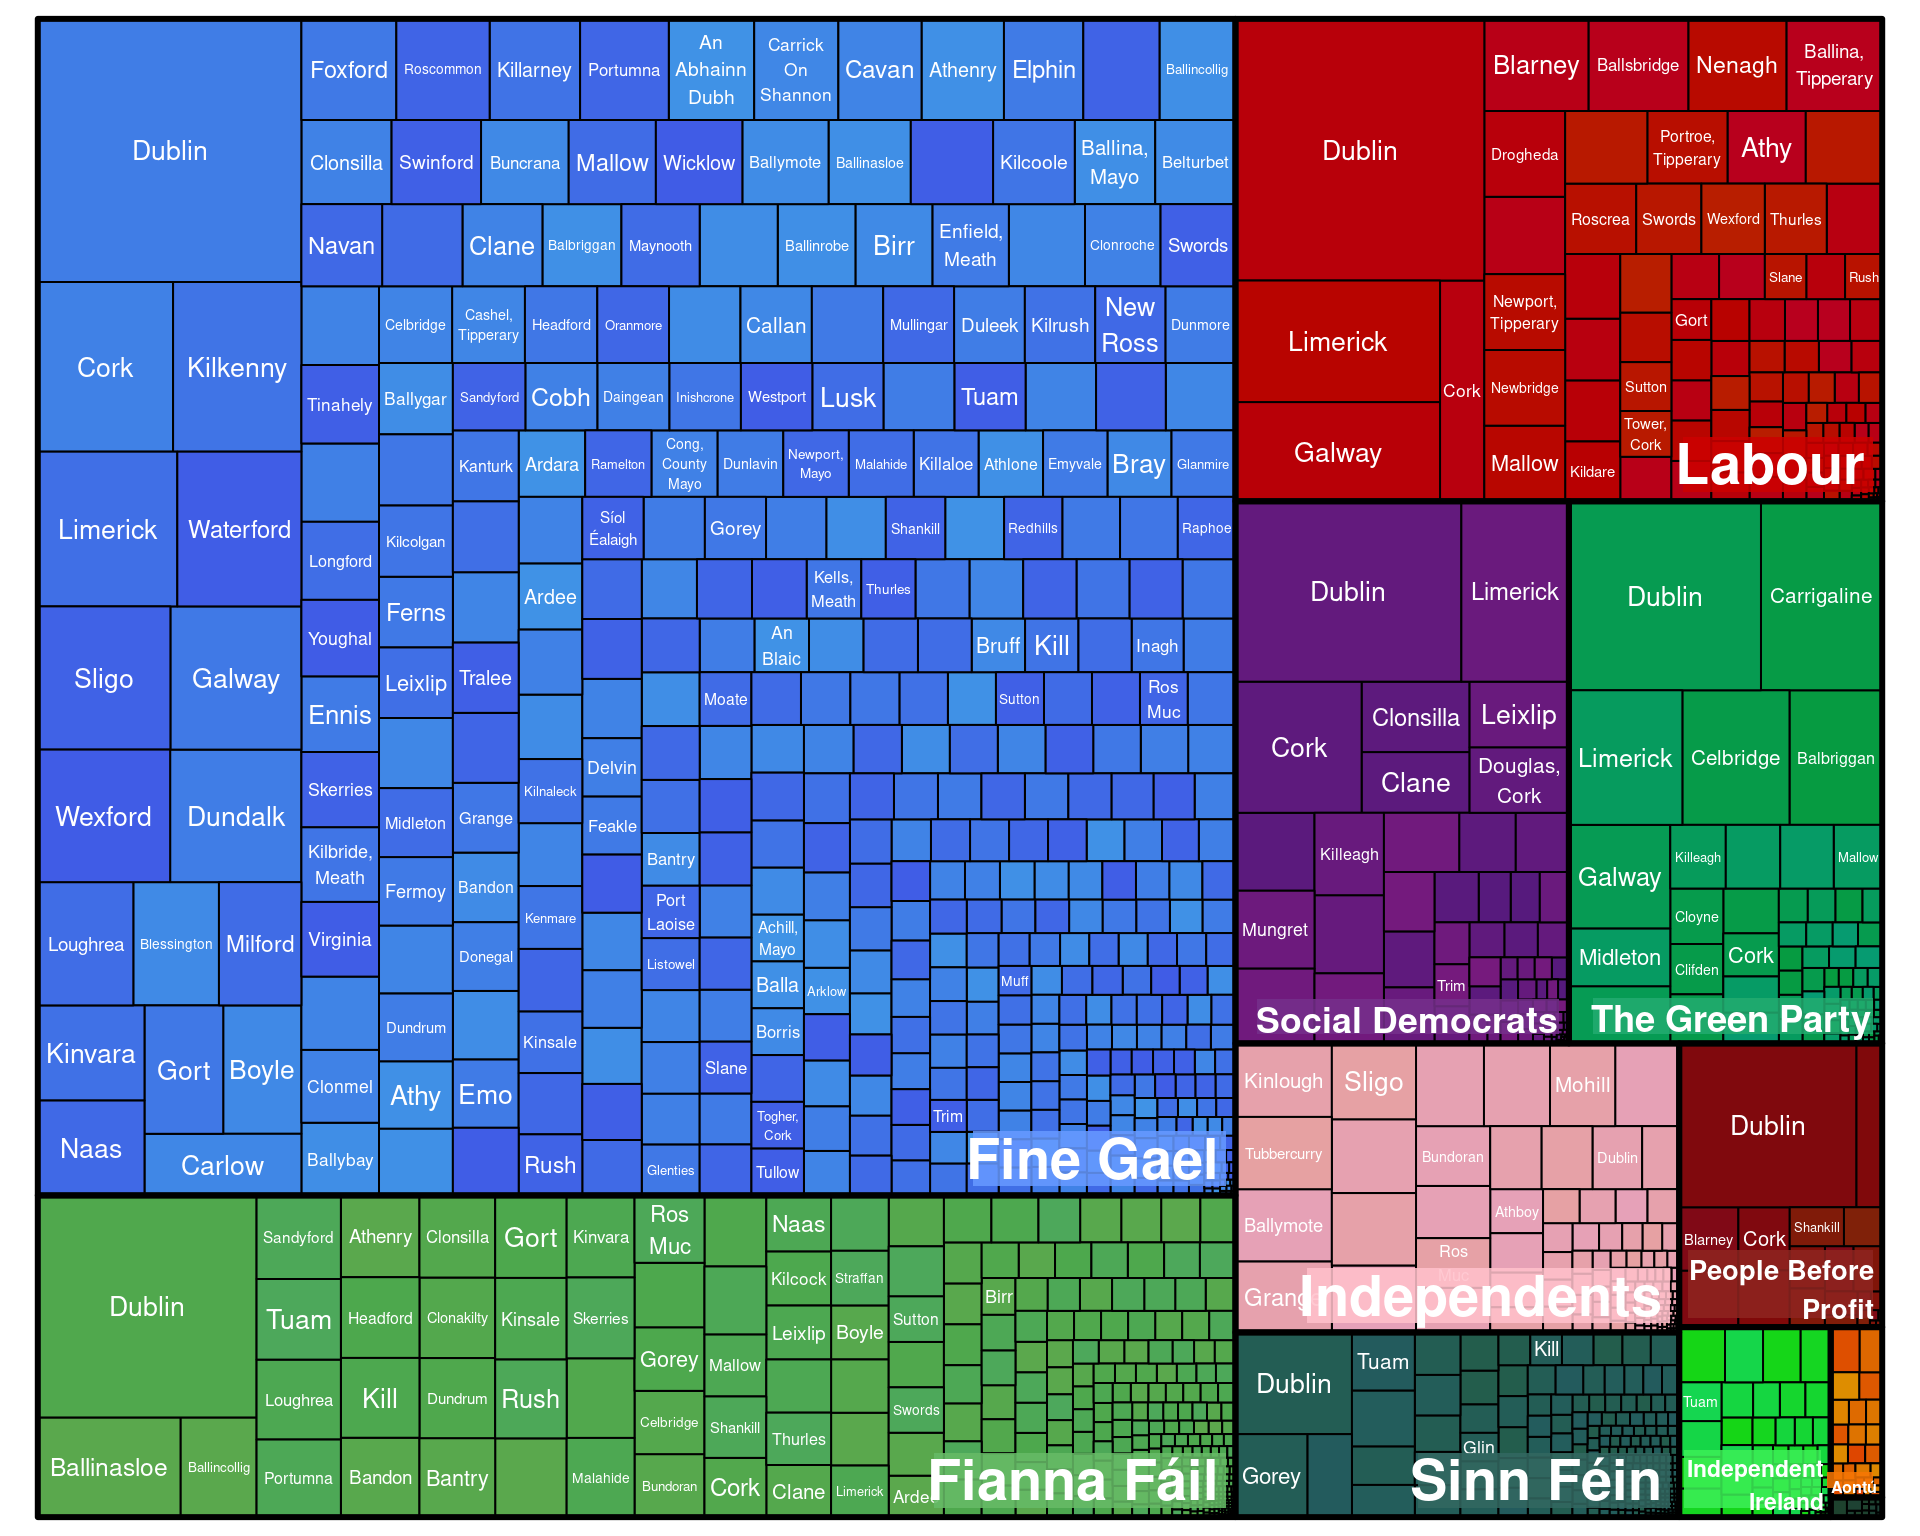 Dublin
Foxford
Roscommon
Killarney
Portumna
An
Abhainn
Dubh
Carrick
On
Shannon
Cavan
Athenry
Elphin
Ballincollig
Clonsilla
Swinford
Buncrana
Mallow
Wicklow
Ballymote
Ballinasloe
Kilcoole
Ballina,
Mayo
Belturbet
Navan
Clane
Balbriggan
Maynooth
Ballinrobe
Birr
Enfield,
Meath
Clonroche
Swords
Cork
Kilkenny
Celbridge
Cashel,
Tipperary
Headford
Oranmore
Callan
Mullingar
Duleek
Kilrush
New
Ross
Dunmore
Tinahely
Ballygar
Sandyford
Cobh
Daingean
Inishcrone
Westport
Lusk
Tuam
Kanturk
Ardara
Ramelton
Cong,
County
Mayo
Dunlavin
Newport,
Mayo
Malahide
Killaloe
Athlone
Emyvale
Bray
Glanmire
Limerick
Waterford
Longford
Kilcolgan
Síol
Éalaigh
Gorey
Shankill
Redhills
Raphoe
Ardee
Kells,
Meath
Thurles
Sligo
Galway
Youghal
Ferns
An
Blaic
Bruff
Kill
Inagh
Ennis
Leixlip
Tralee
Moate
Sutton
Ros
Muc
Wexford
Dundalk
Skerries
Midleton
Grange
Kilnaleck
Delvin
Feakle
Kilbride,
Meath
Fermoy
Bandon
Bantry
Loughrea
Blessington
Milford
Virginia
Donegal
Kenmare
Port
Laoise
Listowel
Achill,
Mayo
Balla
Arklow
Muff
Kinvara
Gort
Boyle
Dundrum
Kinsale
Borris
Naas
Carlow
Clonmel
Athy
Emo
Slane
Ballybay
Rush
Glenties
Togher,
Cork
Tullow
Trim
Fine Gael
Dublin
Blarney
Ballsbridge
Nenagh
Ballina,
Tipperary
Drogheda
Portroe,
Tipperary
Athy
Roscrea
Swords
Wexford
Thurles
Limerick
Cork
Newport,
Tipperary
Slane
Rush
Gort
Galway
Newbridge
Sutton
Mallow
Tower,
Cork
Kildare
Labour
Dublin
Limerick
Cork
Clonsilla
Leixlip
Clane
Douglas,
Cork
Killeagh
Mungret
Trim
Social Democrats
Dublin
Carrigaline
Limerick
Celbridge
Balbriggan
Galway
Killeagh
Mallow
Cloyne
Midleton
Clifden
Cork
The Green Party
Kinlough
Sligo
Mohill
Tubbercurry
Bundoran
Dublin
Ballymote
Athboy
Ros
Muc
Grange
Independents
Dublin
Blarney
Cork
Shankill
People Before
Profit
Dublin
Sandyford
Athenry
Clonsilla
Gort
Kinvara
Ros
Muc
Naas
Tuam
Headford
Clonakilty
Kinsale
Skerries
Kilcock
Straffan
Birr
Leixlip
Boyle
Sutton
Gorey
Mallow
Loughrea
Kill
Dundrum
Rush
Celbridge
Shankill
Thurles
Swords
Ballinasloe
Ballincollig
Portumna
Bandon
Bantry
Malahide
Bundoran
Cork
Clane
Limerick
Ardee
Fianna Fáil
Dublin
Tuam
Kill
Gorey
Glin
Sinn Féin
Tuam
Independent
Ireland
Aontú